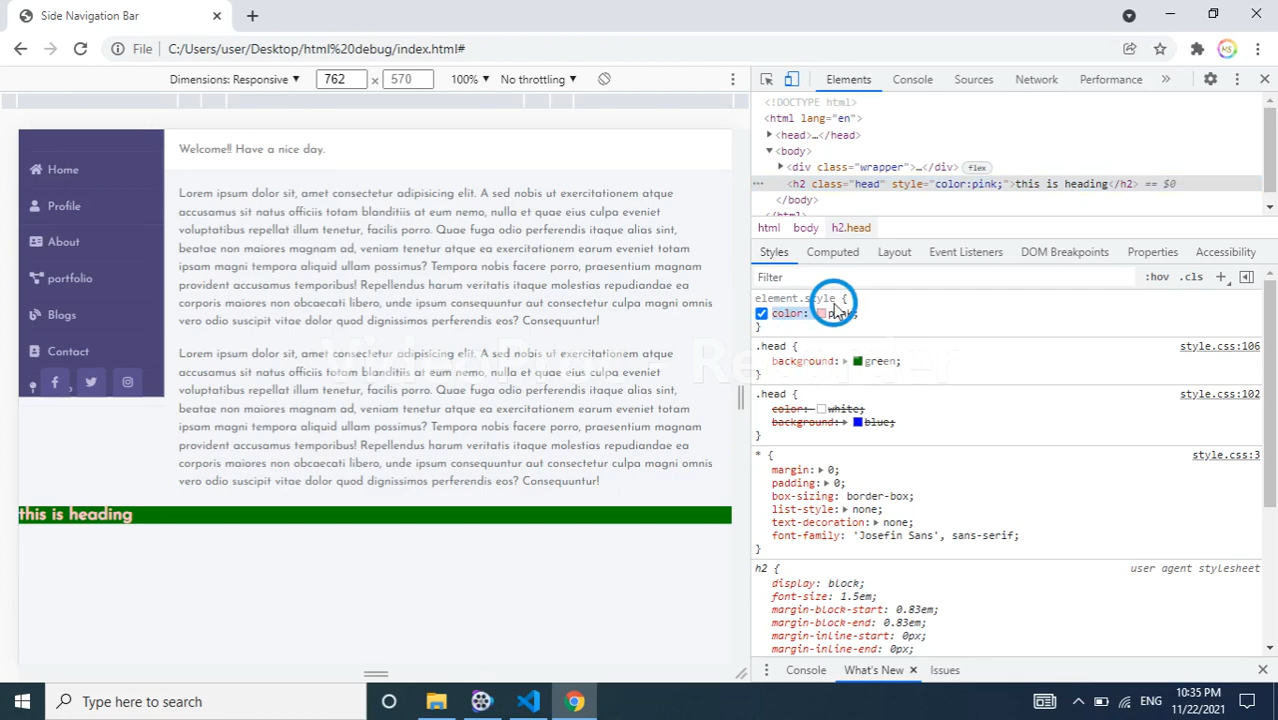 Side Navigation Bar
File C:/Users/user/Desktop/html%20debug/index.html#
Dimensions: Responsive 762 × 570 100% No throttling
Elements Console Sources Network Performance »
<!DOCTYPE html>
<html lang="en">
<head>…</head>
<body>
<div class="wrapper">…</div> flex
<h2 class="head" style="color:pink;">this is heading</h2> == $0
</body>
html body h2.head
Styles Computed Layout Event Listeners DOM Breakpoints Properties Accessibility
Filter :hov .cls +
element.style {
color: pink;
}
.head { style.css:106
background: green;
}
.head { style.css:102
color: white;
background: blue;
}
* { style.css:3
margin: 0;
padding: 0;
box-sizing: border-box;
list-style: none;
text-decoration: none;
font-family: 'Josefin Sans', sans-serif;
}
h2 { user agent stylesheet
display: block;
font-size: 1.5em;
margin-block-start: 0.83em;
margin-block-end: 0.83em;
margin-inline-start: 0px;
margin-inline-end: 0px;
Console What's New Issues
Home
Profile
About
portfolio
Blogs
Contact
Welcome!! Have a nice day.
Lorem ipsum dolor sit, amet consectetur adipisicing elit. A sed nobis ut exercitationem atque
accusamus sit natus officiis totam blanditiis at eum nemo, nulla et quae eius culpa eveniet
voluptatibus repellat illum tenetur, facilis porro. Quae fuga odio perferendis, impedit alias sint,
beatae non maiores magnam ad, veniam tenetur atque ex exercitationem earum eveniet totam
ipsam magni tempora aliquid ullam possimus? Tempora nobis facere porro, praesentium magnam
provident accusamus temporibus! Repellendus harum veritatis itaque molestias repudiandae ea
corporis maiores non obcaecati libero, unde ipsum consequuntur aut consectetur culpa magni omnis
vero odio suscipit vitae dolor quod dignissimos perferendis eos? Consequuntur!
Lorem ipsum dolor sit, amet consectetur adipisicing elit. A sed nobis ut exercitationem atque
accusamus sit natus
voluptatibus repellat illum tenetur, facilis porro. Quae fuga odio perferendis, impedit alias sint,
beatae non maiores magnam ad, veniam tenetur atque ex exercitationem earum eveniet totam
ipsam magni tempora aliquid ullam possimus? Tempora nobis facere porro, praesentium magnam
provident accusamus temporibus! Repellendus harum veritatis itaque molestias repudiandae ea
corporis maiores non obcaecati libero, unde ipsum consequuntur aut consectetur culpa magni omnis
vero odio suscipit vitae dolor quod dignissimos perferendis eos? Consequuntur!
this is heading
Type here to search
10:35 PM
11/22/2021